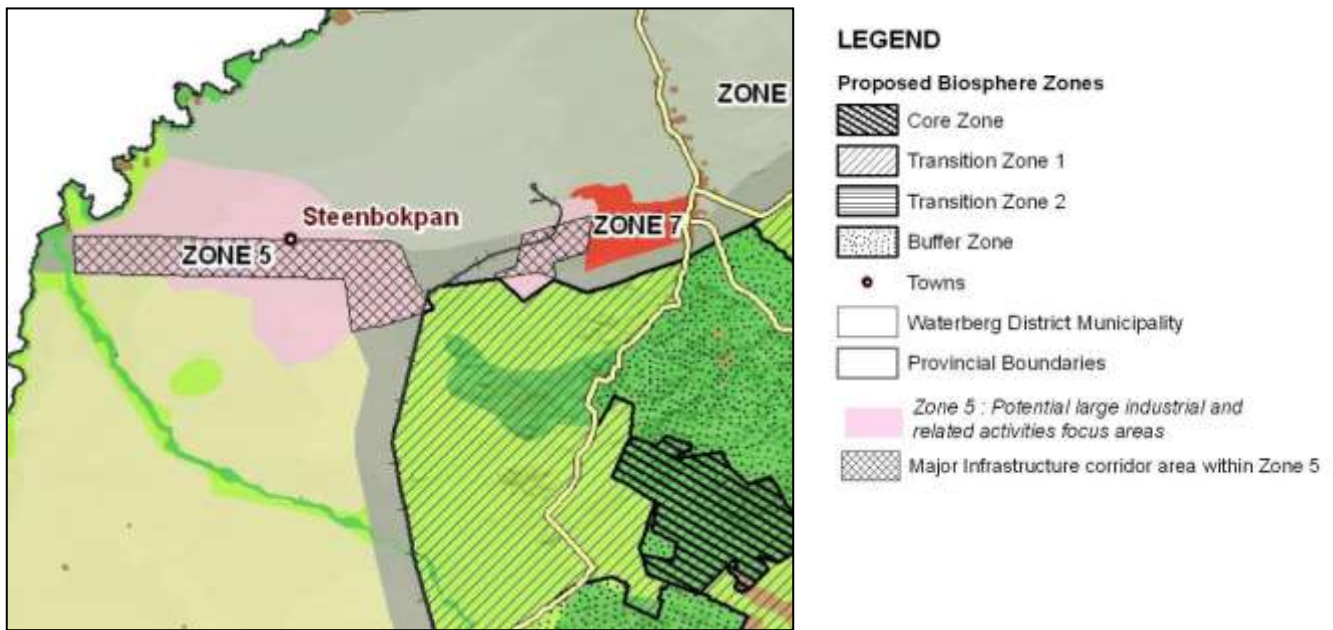 ZONE
Steenbokpan
ZONE 7
ZONE 5
LEGEND
Proposed Biosphere Zones
Core Zone
Transition Zone 1
Transition Zone 2
Buffer Zone
Towns
Waterberg District Municipality
Provincial Boundaries
Zone 5 : Potential large industrial and
related activities focus areas
Major Infrastructure corridor area within Zone 5